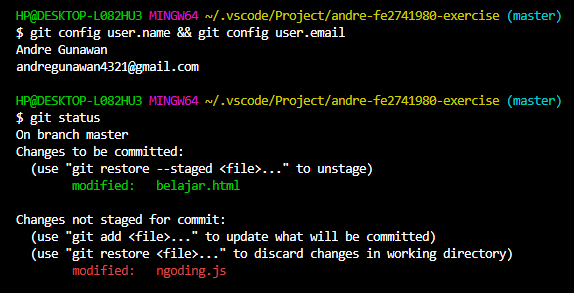 HP@DESKTOP-L082HU3 MINGW64 ~/.vscode/Project/andre-fe2741980-exercise (master)
$ git config user.name && git config user.email
Andre Gunawan
andregunawan4321@gmail.com

HP@DESKTOP-L082HU3 MINGW64 ~/.vscode/Project/andre-fe2741980-exercise (master)
$ git status
On branch master
Changes to be committed:
  (use "git restore --staged <file>..." to unstage)
        modified:   belajar.html

Changes not staged for commit:
  (use "git add <file>..." to update what will be committed)
  (use "git restore <file>..." to discard changes in working directory)
        modified:   ngoding.js